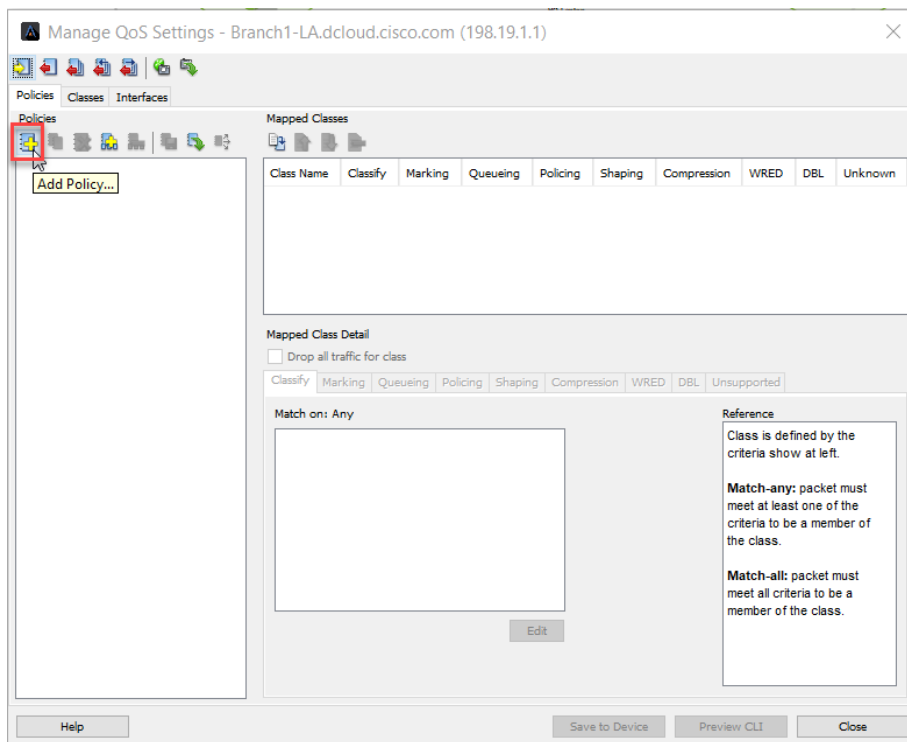 Manage QoS Settings - Branch1-LA.dcloud.cisco.com (198.19.1.1)
Policies Classes Interfaces
Policies
Add Policy...
Mapped Classes
Class Name Classify Marking Queueing Policing Shaping Compression WRED DBL Unknown
Mapped Class Detail
Drop all traffic for class
Classify Marking Queueing Policing Shaping Compression WRED DBL Unsupported
Match on: Any
Edit
Reference
Class is defined by the
criteria show at left.
Match-any: packet must
meet at least one of the
criteria to be a member of
the class.
Match-all: packet must
meet all criteria to be a
member of the class.
Help Save to Device Preview CLI Close